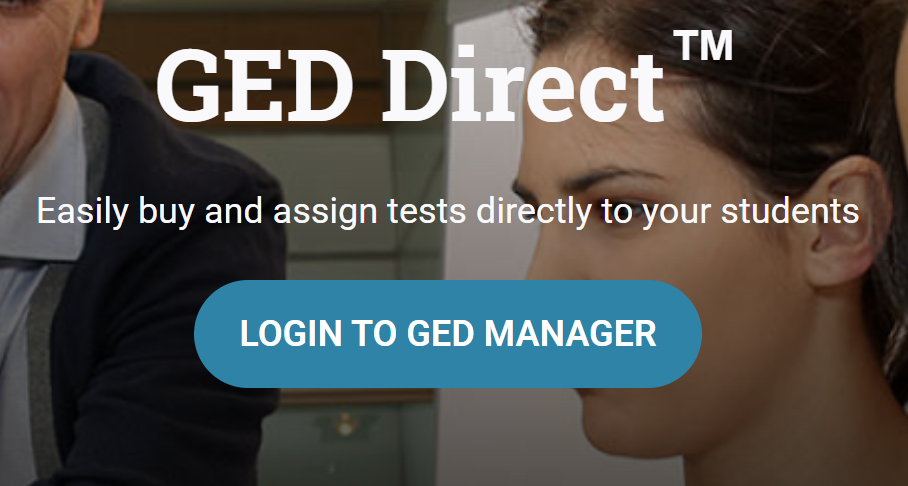 GED Direct™
Easily buy and assign tests directly to your students
LOGIN TO GED MANAGER